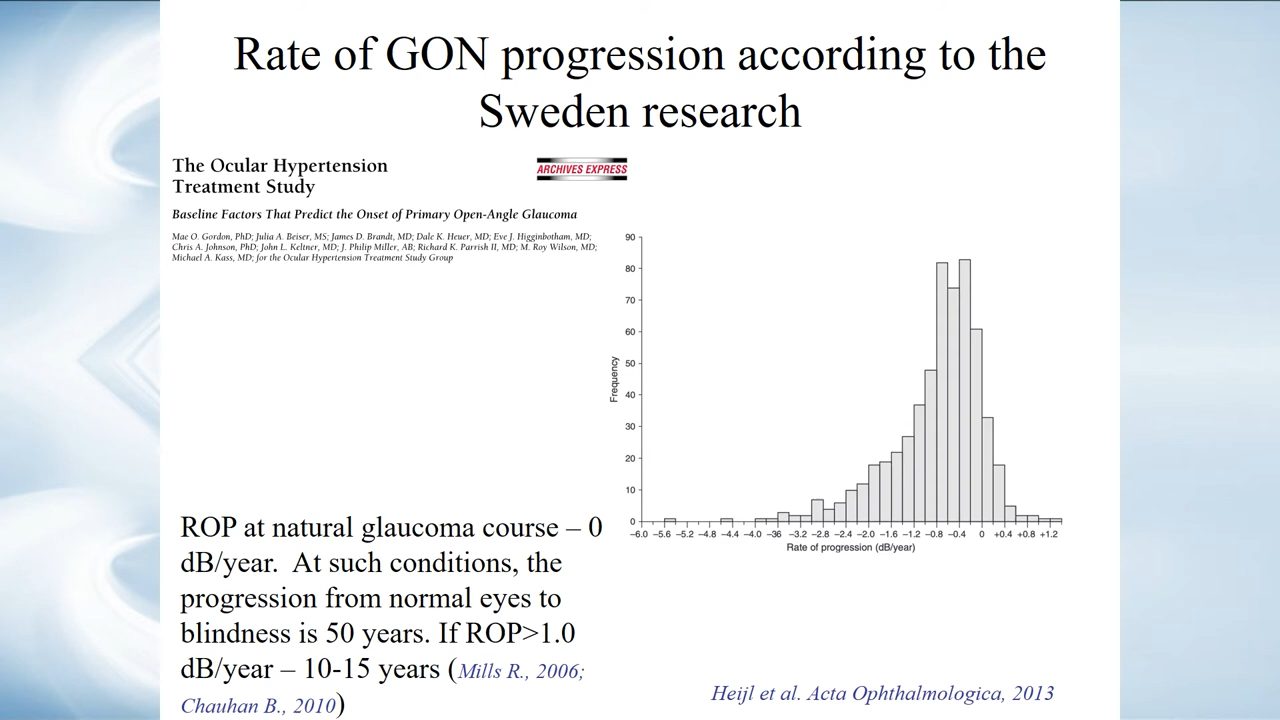 Rate of GON progression according to the
Sweden research
The Ocular Hypertension
Treatment Study
ARCHIVES EXPRESS
Baseline Factors That Predict the Onset of Primary Open-Angle Glaucoma
Mae O. Gordon, PhD; Julia A. Beiser, MS; James D. Brandt, MD; Dale K. Heuer, MD; Eve J. Higginbotham, MD;
Chris A. Johnson, PhD; John L. Keltner, MD; J. Philip Miller, AB; Richard K. Parrish II, MD; M. Roy Wilson, MD;
Michael A. Kass, MD; for the Ocular Hypertension Treatment Study Group
90
80
70
60
50
40
30
20
10
0
Frequency
–6.0 –5.6 –5.2 –4.8 –4.4 –4.0 –36 –3.2 –2.8 –2.4 –2.0 –1.6 –1.2 –0.8 –0.4 0 +0.4 +0.8 +1.2
Rate of progression (dB/year)
ROP at natural glaucoma course – 0
dB/year. At such conditions, the
progression from normal eyes to
blindness is 50 years. If ROP>1.0
dB/year – 10-15 years (Mills R., 2006;
Chauhan B., 2010)
Heijl et al. Acta Ophthalmologica, 2013